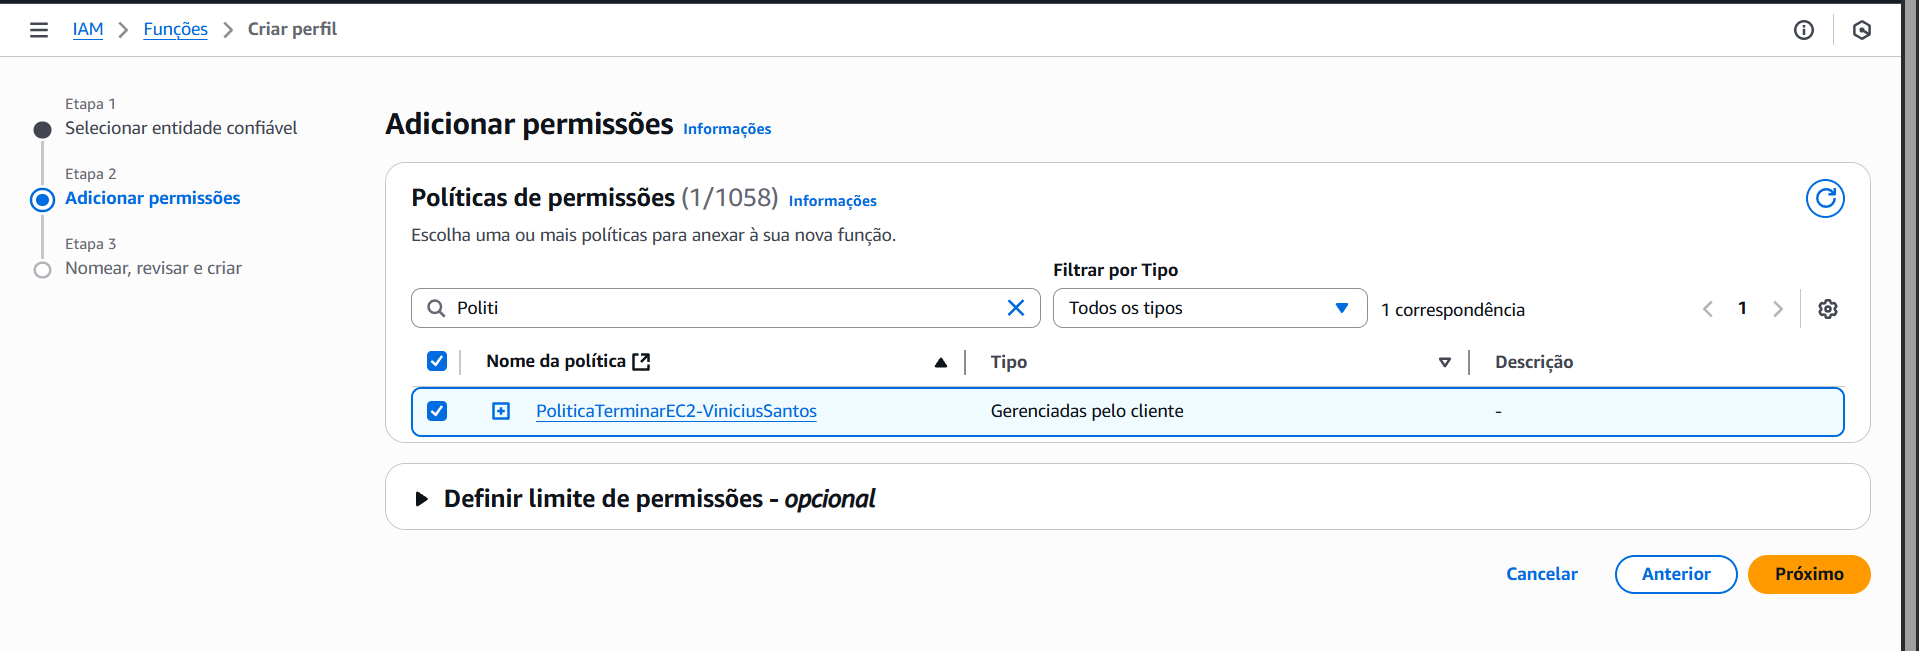 IAM > Funções > Criar perfil
Etapa 1
Selecionar entidade confiável
Etapa 2
Adicionar permissões
Etapa 3
Nomear, revisar e criar
Adicionar permissões Informações
Políticas de permissões (1/1058) Informações
Escolha uma ou mais políticas para anexar à sua nova função.
Filtrar por Tipo
Politi Todos os tipos 1 correspondência 1
Nome da política Tipo Descrição
PoliticaTerminarEC2-ViniciusSantos Gerenciadas pelo cliente -
Definir limite de permissões - opcional
Cancelar Anterior Próximo